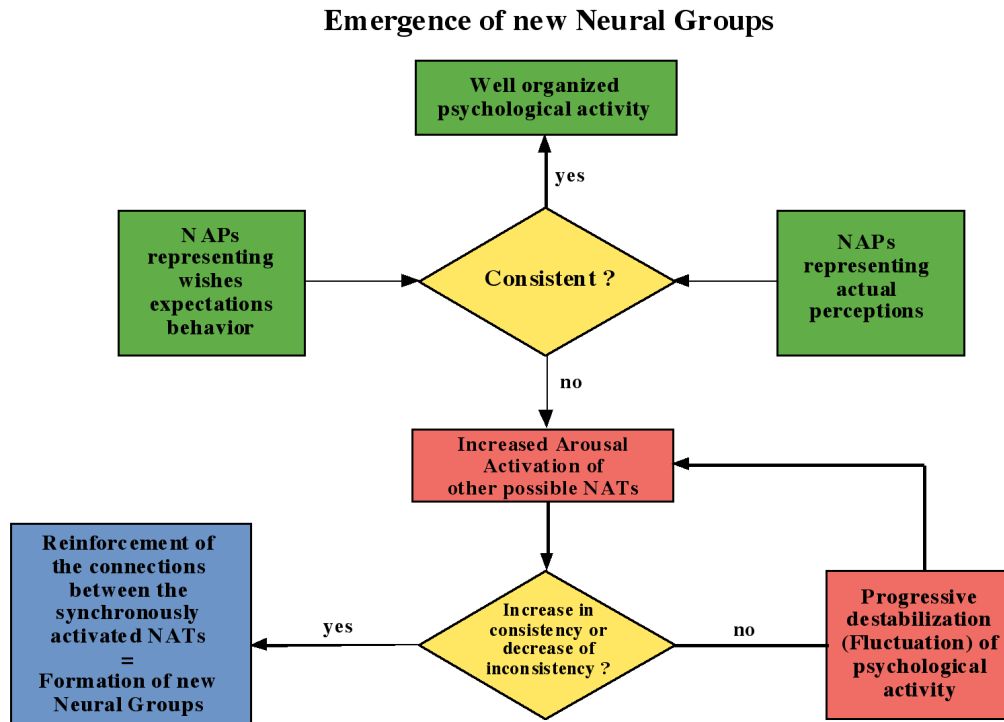 Emergence of new Neural Groups
Well organized
psychological activity
yes
NAPs
representing
wishes
expectations
behavior
Consistent ?
NAPs
representing
actual
perceptions
no
Increased Arousal
Activation of
other possible NATs
Reinforcement of
the connections
between the
synchronously
activated NATs
=
Formation of new
Neural Groups
yes
Increase in
consistency or
decrease of
inconsistency ?
no
Progressive
destabilization
(Fluctuation) of
psychological
activity